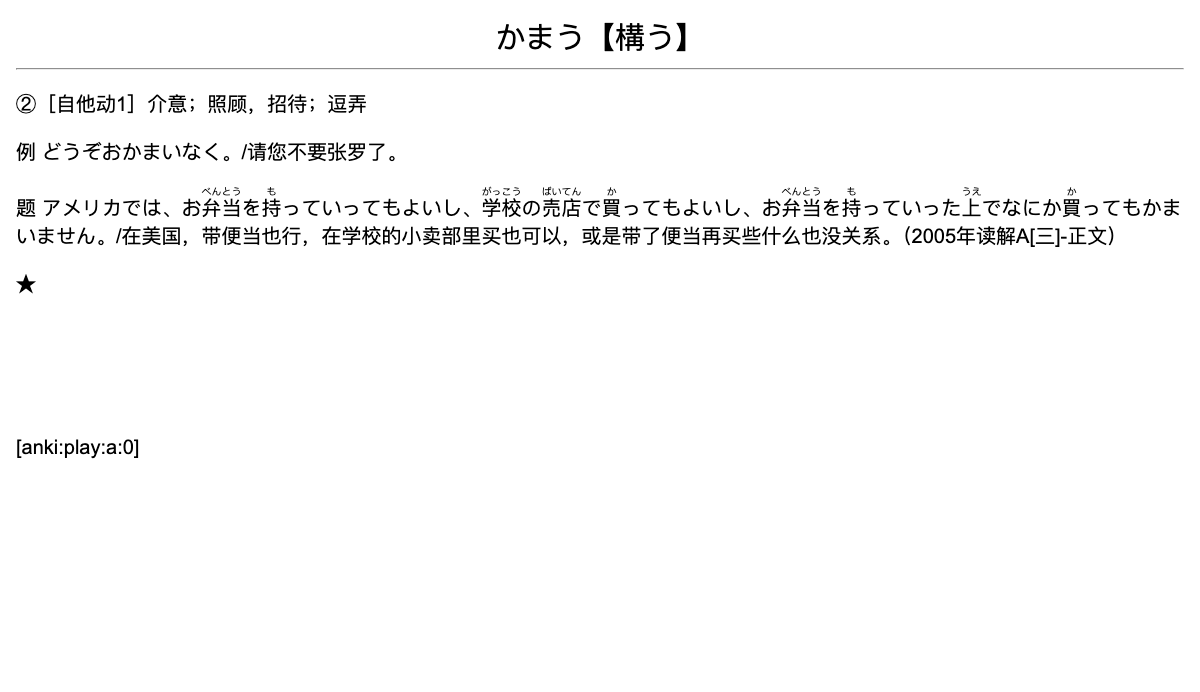 かまう【構う】
②［自他动1］介意；照顾，招待；逗弄
例 どうぞおかまいなく。/请您不要张罗了。
べんとう も がっこう ばいてん か べんとう も うえ か
题 アメリカでは、お弁当を持っていってもよいし、学校の売店で買ってもよいし、お弁当を持っていった上でなにか買ってもかま
いません。/在美国，带便当也行，在学校的小卖部里买也可以，或是带了便当再买些什么也没关系。（2005年读解A[三]-正文）
★
[anki:play:a:0]